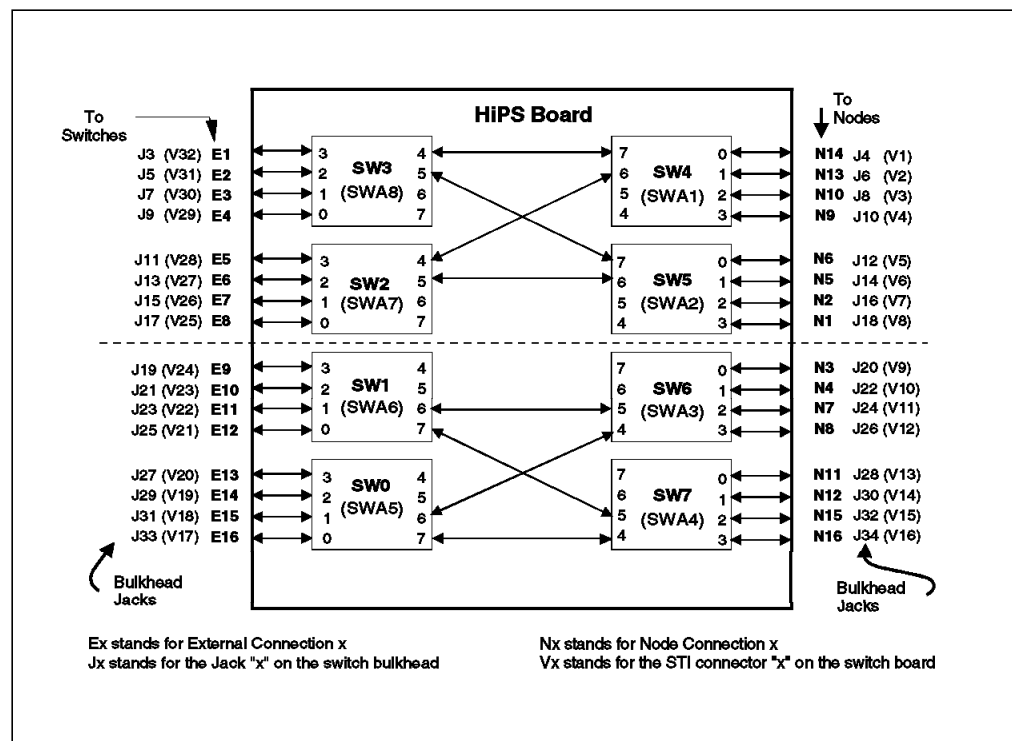 HiPS Board
To
Switches
To
Nodes
J3 (V32) E1 3 SW3 4 7 SW4 0 N14 J4 (V1)
J5 (V31) E2 2 (SWA8) 5 6 (SWA1) 1 N13 J6 (V2)
J7 (V30) E3 1 6 5 2 N10 J8 (V3)
J9 (V29) E4 0 7 4 3 N9 J10 (V4)
J11 (V28) E5 3 SW2 4 7 SW5 0 N6 J12 (V5)
J13 (V27) E6 2 (SWA7) 5 6 (SWA2) 1 N5 J14 (V6)
J15 (V26) E7 1 6 5 2 N2 J16 (V7)
J17 (V25) E8 0 7 4 3 N1 J18 (V8)
J19 (V24) E9 3 SW1 4 7 SW6 0 N3 J20 (V9)
J21 (V23) E10 2 (SWA6) 5 6 (SWA3) 1 N4 J22 (V10)
J23 (V22) E11 1 6 5 2 N7 J24 (V11)
J25 (V21) E12 0 7 4 3 N8 J26 (V12)
J27 (V20) E13 3 SW0 4 7 SW7 0 N11 J28 (V13)
J29 (V19) E14 2 (SWA5) 5 6 (SWA4) 1 N12 J30 (V14)
J31 (V18) E15 1 6 5 2 N15 J32 (V15)
J33 (V17) E16 0 7 4 3 N16 J34 (V16)
Bulkhead
Jacks
Bulkhead
Jacks
Ex stands for External Connection x
Jx stands for the Jack "x" on the switch bulkhead
Nx stands for Node Connection x
Vx stands for the STI connector "x" on the switch board